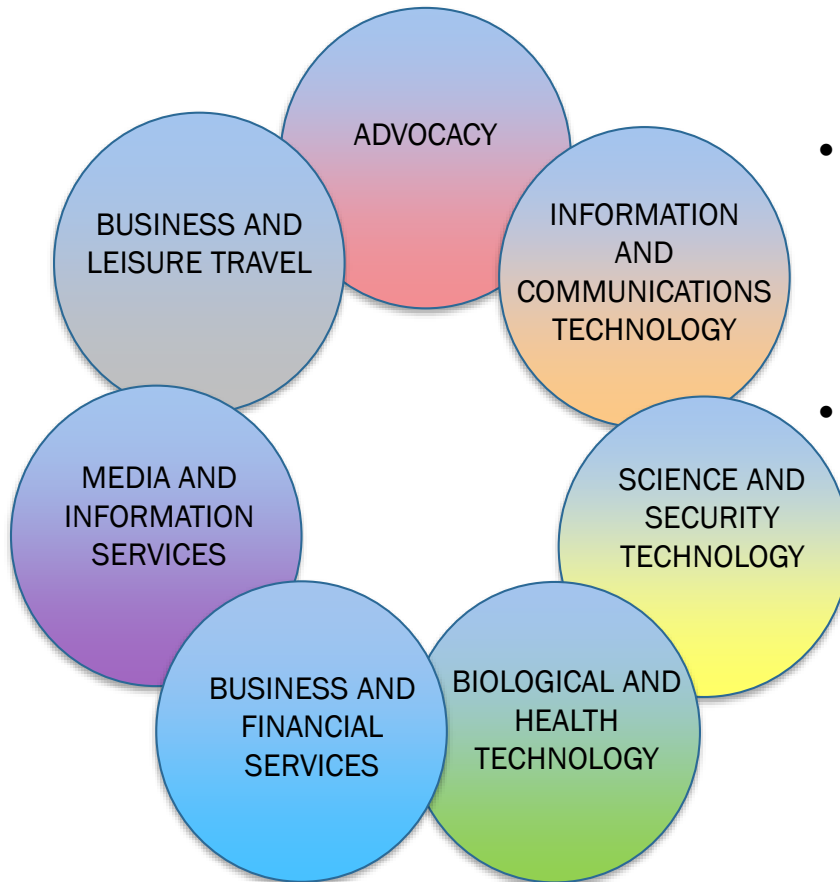 ADVOCACY
INFORMATION
AND
COMMUNICATIONS
TECHNOLOGY
SCIENCE AND
SECURITY
TECHNOLOGY
BIOLOGICAL AND
HEALTH
TECHNOLOGY
BUSINESS AND
FINANCIAL
SERVICES
MEDIA AND
INFORMATION
SERVICES
BUSINESS AND
LEISURE TRAVEL